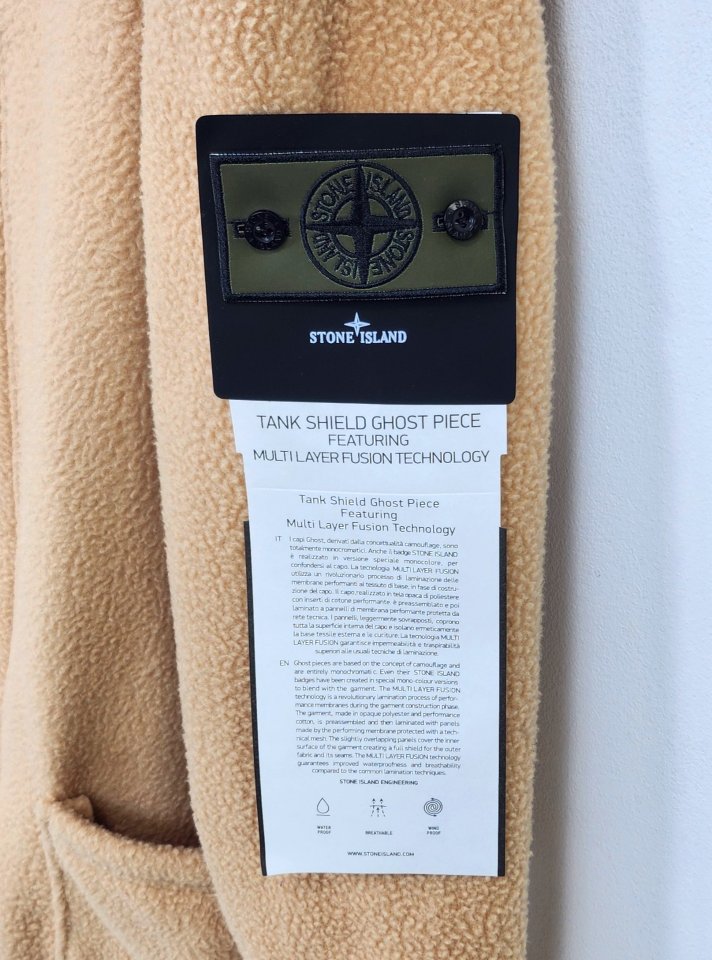 STONE ISLAND
STONE ISLAND
STONE ISLAND
TANK SHIELD GHOST PIECE
FEATURING
MULTI LAYER FUSION TECHNOLOGY
Tank Shield Ghost Piece
Featuring
Multi Layer Fusion Technology
IT I capi Ghost, derivati dalla concettualità camouflage, sono
totalmente monocromatici. Anche il badge STONE ISLAND
è realizzato in versione speciale monocolore, per
confondersi al capo. La tecnologia MULTI LAYER FUSION
utilizza un rivoluzionario processo di laminazione delle
membrane performanti al tessuto di base, in fase di costru-
zione del capo. Il capo, realizzato in tela opaca di poliestere
con inserti di cotone performante, è preassemblato e poi
laminato a pannelli di membrana performante protetta da
rete tecnica. I pannelli, leggermente sovrapposti, coprono
tutta la superficie interna del capo e isolano ermeticamente
la base tessile esterna e le cuciture. La tecnologia MULTI
LAYER FUSION garantisce impermeabilità e traspirabilità
superiori alle usuali tecniche di laminazione.
EN Ghost pieces are based on the concept of camouflage and
are entirely monochromatic. Even their STONE ISLAND
badges have been created in special mono-colour versions
to blend with the garment. The MULTI LAYER FUSION
technology is a revolutionary lamination process of perfor-
mance membranes during the garment construction phase.
The garment, made in opaque polyester and performance
cotton, is preassembled and then laminated with panels
made by the performing membrane protected with a tech-
nical mesh. The slightly overlapping panels cover the inner
surface of the garment creating a full shield for the outer
fabric and its seams. The MULTI LAYER FUSION technology
guarantees improved waterproofness and breathability
compared to the common lamination techniques.
STONE ISLAND ENGINEERING
WATER
PROOF
BREATHABLE
WIND
PROOF
WWW.STONEISLAND.COM